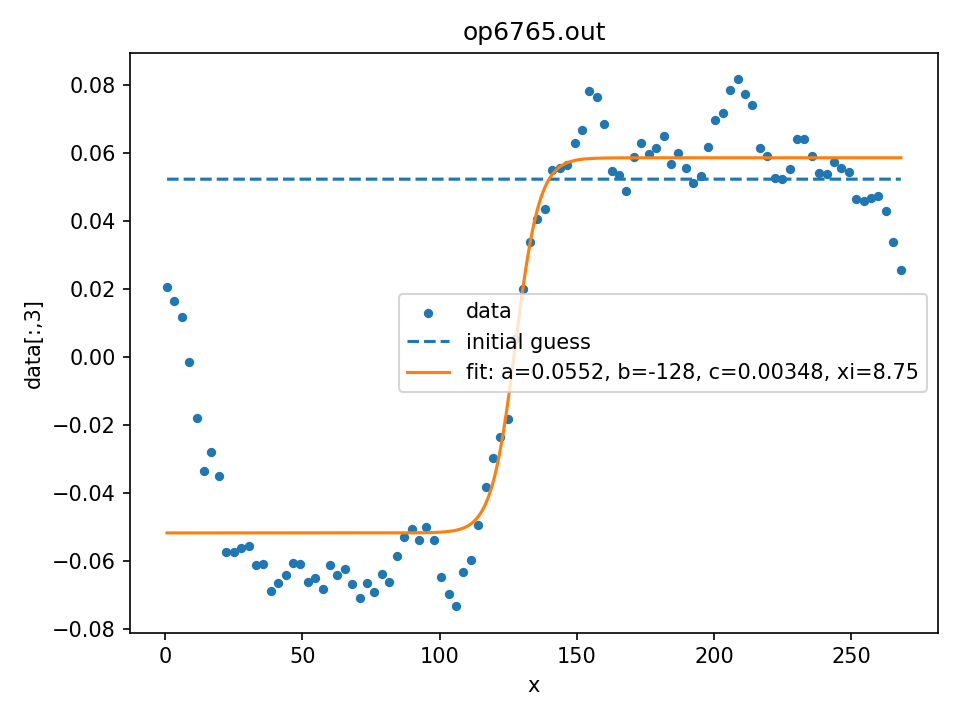 op6765.out
0.08
0.06
0.04
0.02
0.00
−0.02
−0.04
−0.06
−0.08
data[:,3]
data
initial guess
fit: a=0.0552, b=-128, c=0.00348, xi=8.75
0 50 100 150 200 250
x